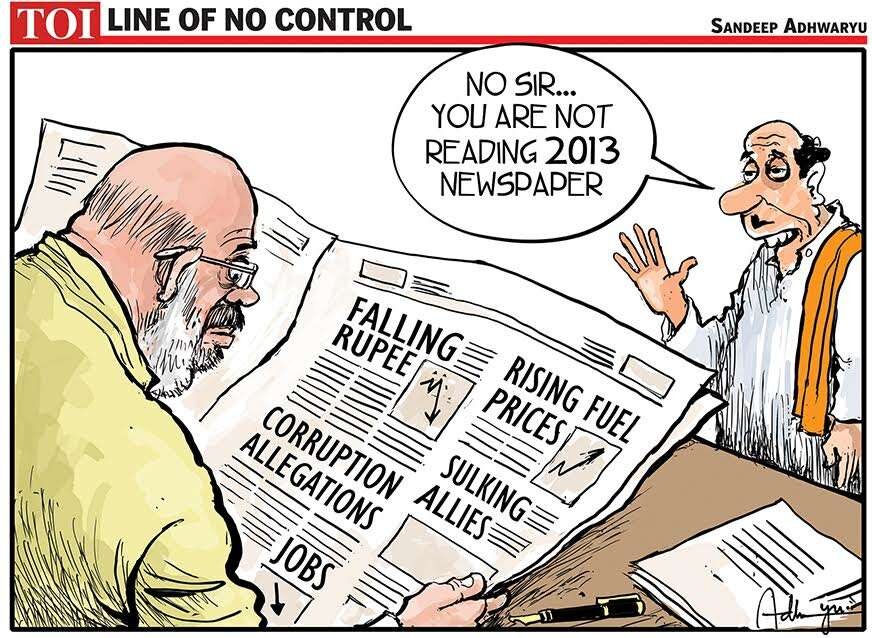 TOI LINE OF NO CONTROL
SANDEEP ADHWARYU
NO SIR...
YOU ARE NOT
READING 2013
NEWSPAPER
FALLING
RUPEE
RISING FUEL
PRICES
CORRUPTION
ALLEGATIONS
SULKING
ALLIES
JOBS